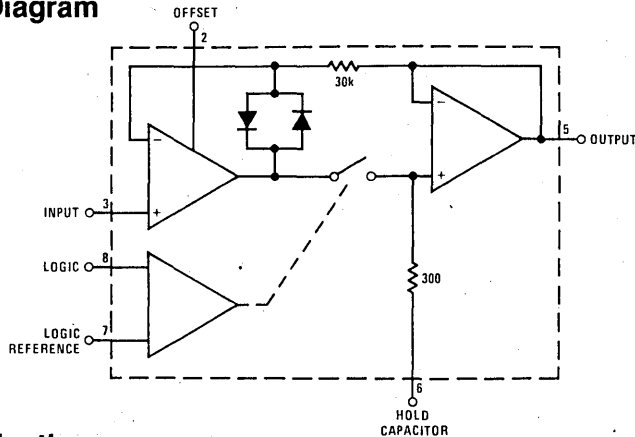 Diagram
OFFSET
2
30k
−
+
−
+
5
OUTPUT
INPUT
3
LOGIC
8
LOGIC
REFERENCE
7
300
6
HOLD
CAPACITOR